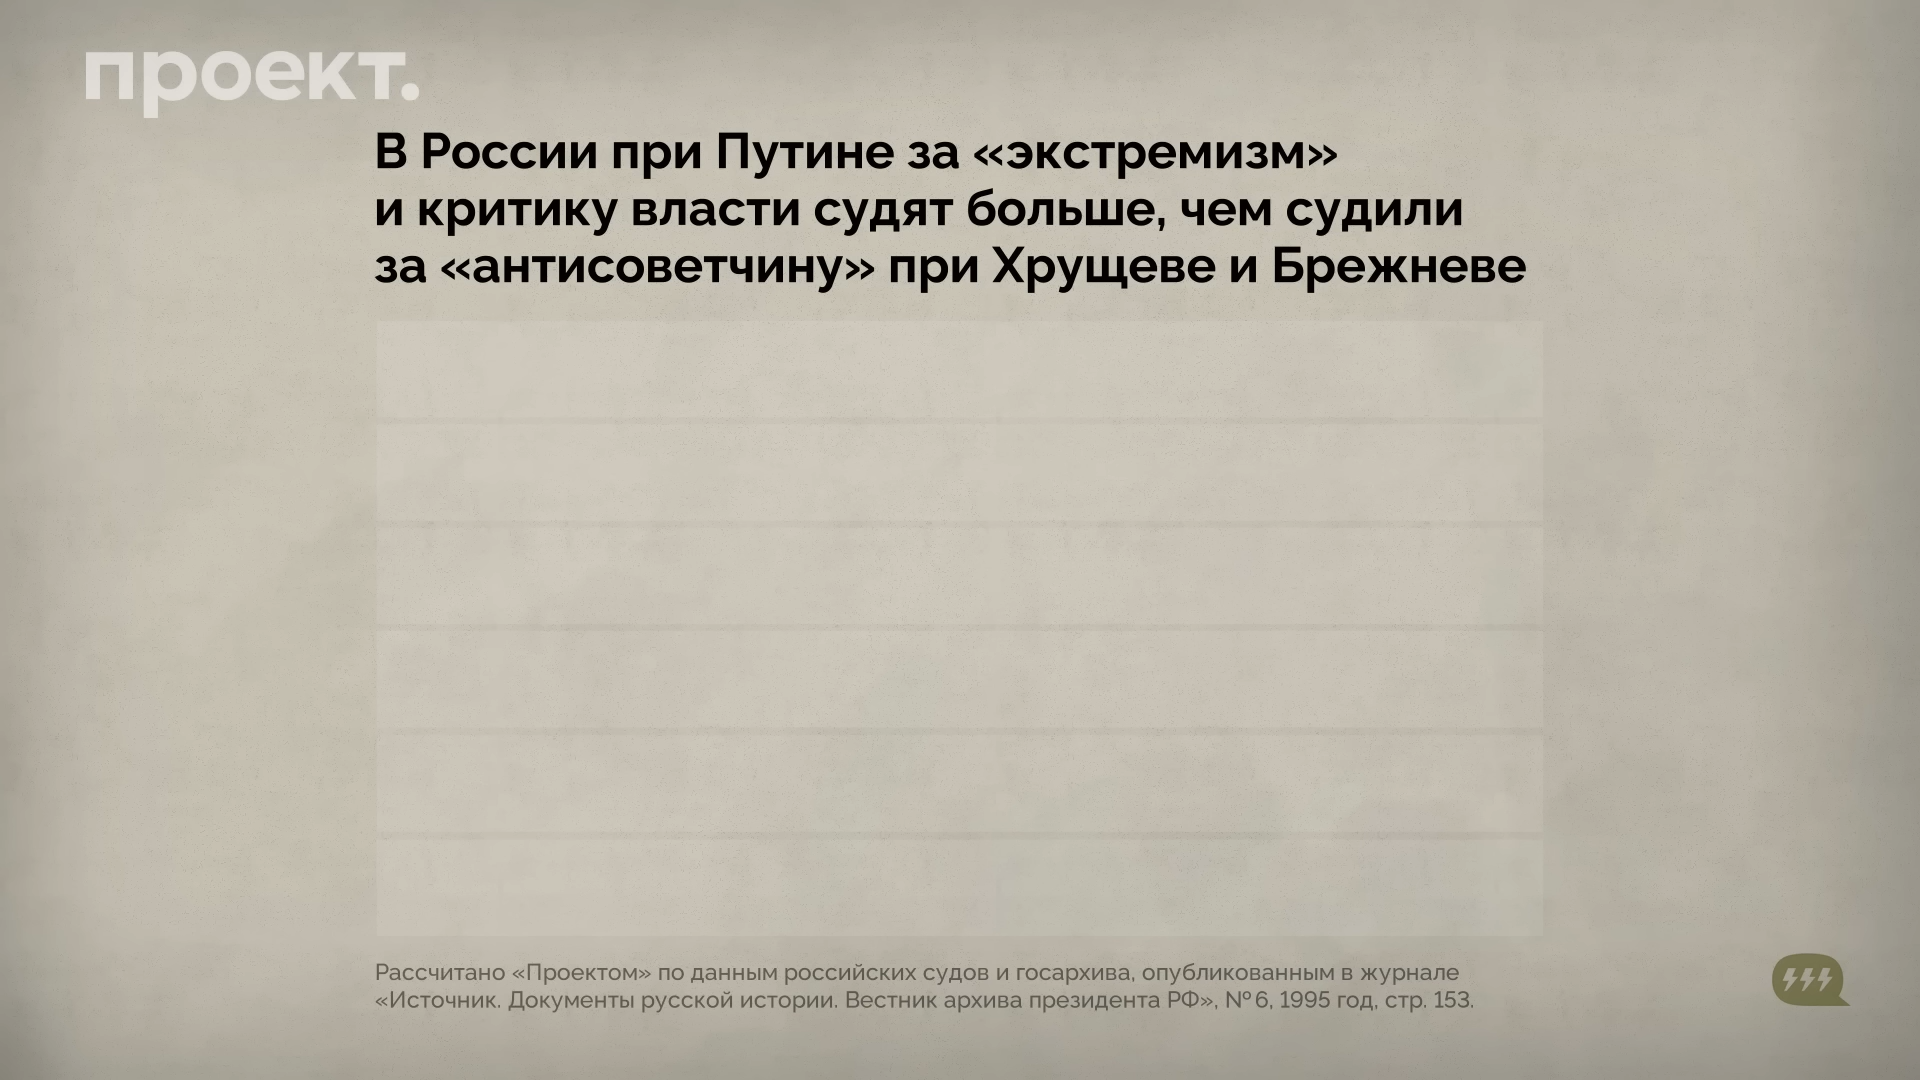 проект.
В России при Путине за «экстремизм»
и критику власти судят больше, чем судили
за «антисоветчину» при Хрущеве и Брежневе
Рассчитано «Проектом» по данным российских судов и госархива, опубликованным в журнале
«Источник. Документы русской истории. Вестник архива президента РФ», № 6, 1995 год, стр. 153.